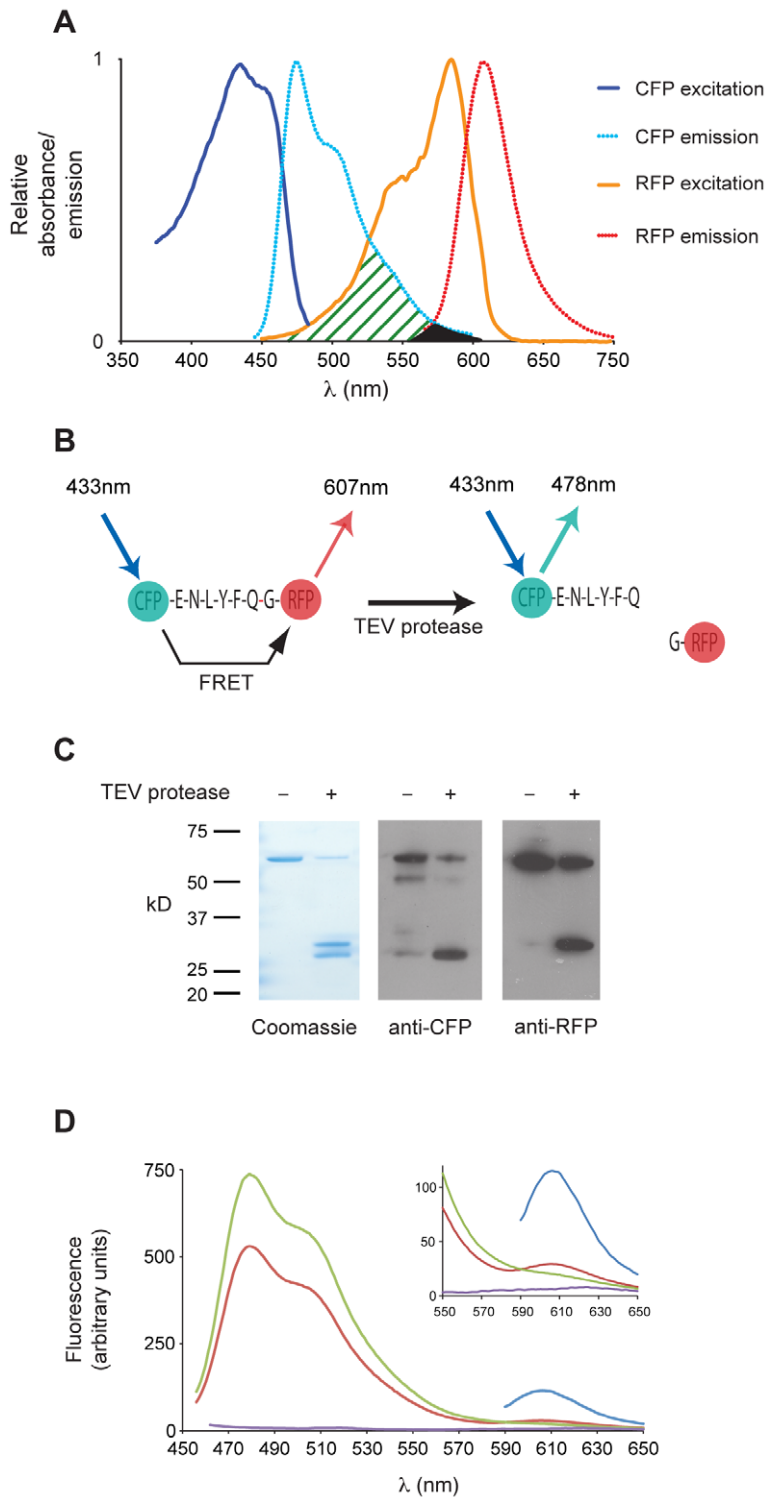 A
1
Relative
absorbance/
emission
0
350 400 450 500 550 600 650 700 750
λ (nm)
CFP excitation
CFP emission
RFP excitation
RFP emission
B
433nm 607nm 433nm 478nm
CFP -E-N-L-Y-F-Q-G- RFP
FRET
TEV protease
CFP -E-N-L-Y-F-Q
G- RFP
C
TEV protease – + – + – +
75
50
kD
37
25
20
Coomassie anti-CFP anti-RFP
D
Fluorescence
(arbitrary units)
750
500
250
0
450 470 490 510 530 550 570 590 610 630 650
λ (nm)
100
50
0
550 570 590 610 630 650